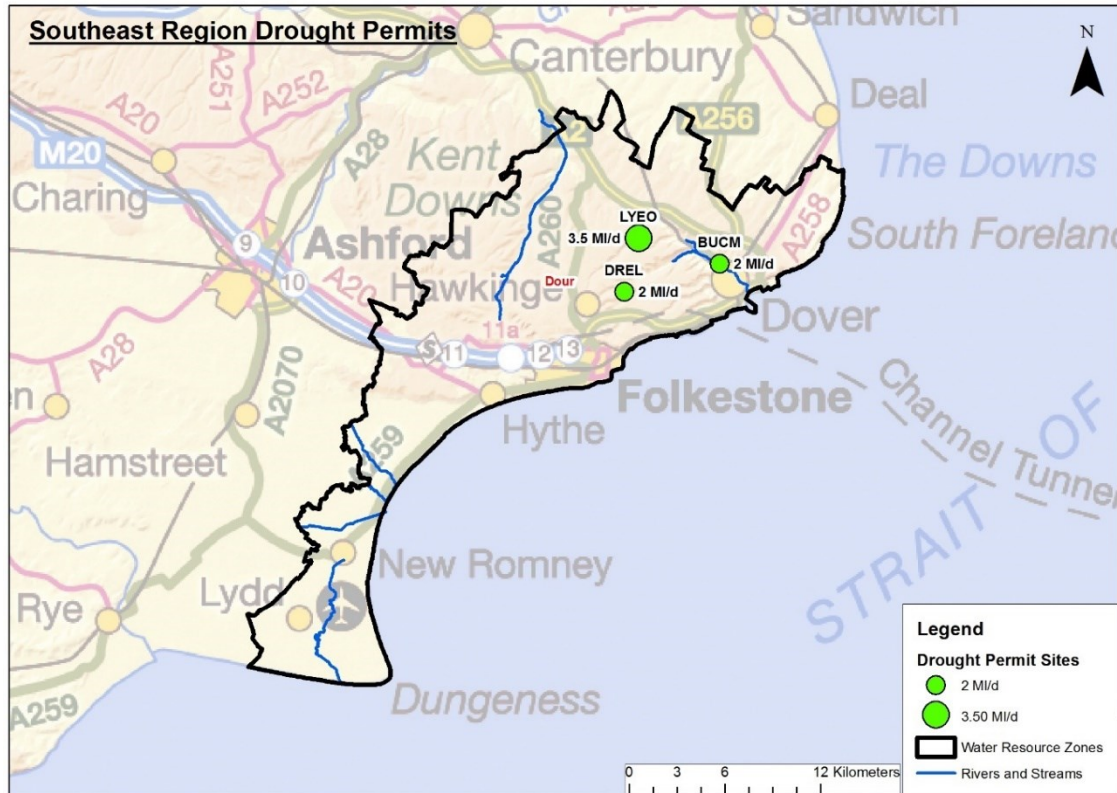 Southeast Region Drought Permits
Sandwich
N
Canterbury
A251
A252
A20
A28
A2
A256
Deal
M20
Charing
Kent
Downs
The Downs
A260
LYEO
3.5 Ml/d
BUCM
2 Ml/d
A258
South Foreland
9
Ashford
10
A20
Hawkinge
Dour
DREL
2 Ml/d
Dover
11a
S
11
12
13
A28
A2070
Folkestone
Hythe
Channel Tunnel
STRAIT OF
Hamstreet
A259
New Romney
Lydd
Rye
Dungeness
A259
Legend
Drought Permit Sites
2 Ml/d
3.50 Ml/d
Water Resource Zones
Rivers and Streams
0 3 6 12 Kilometers